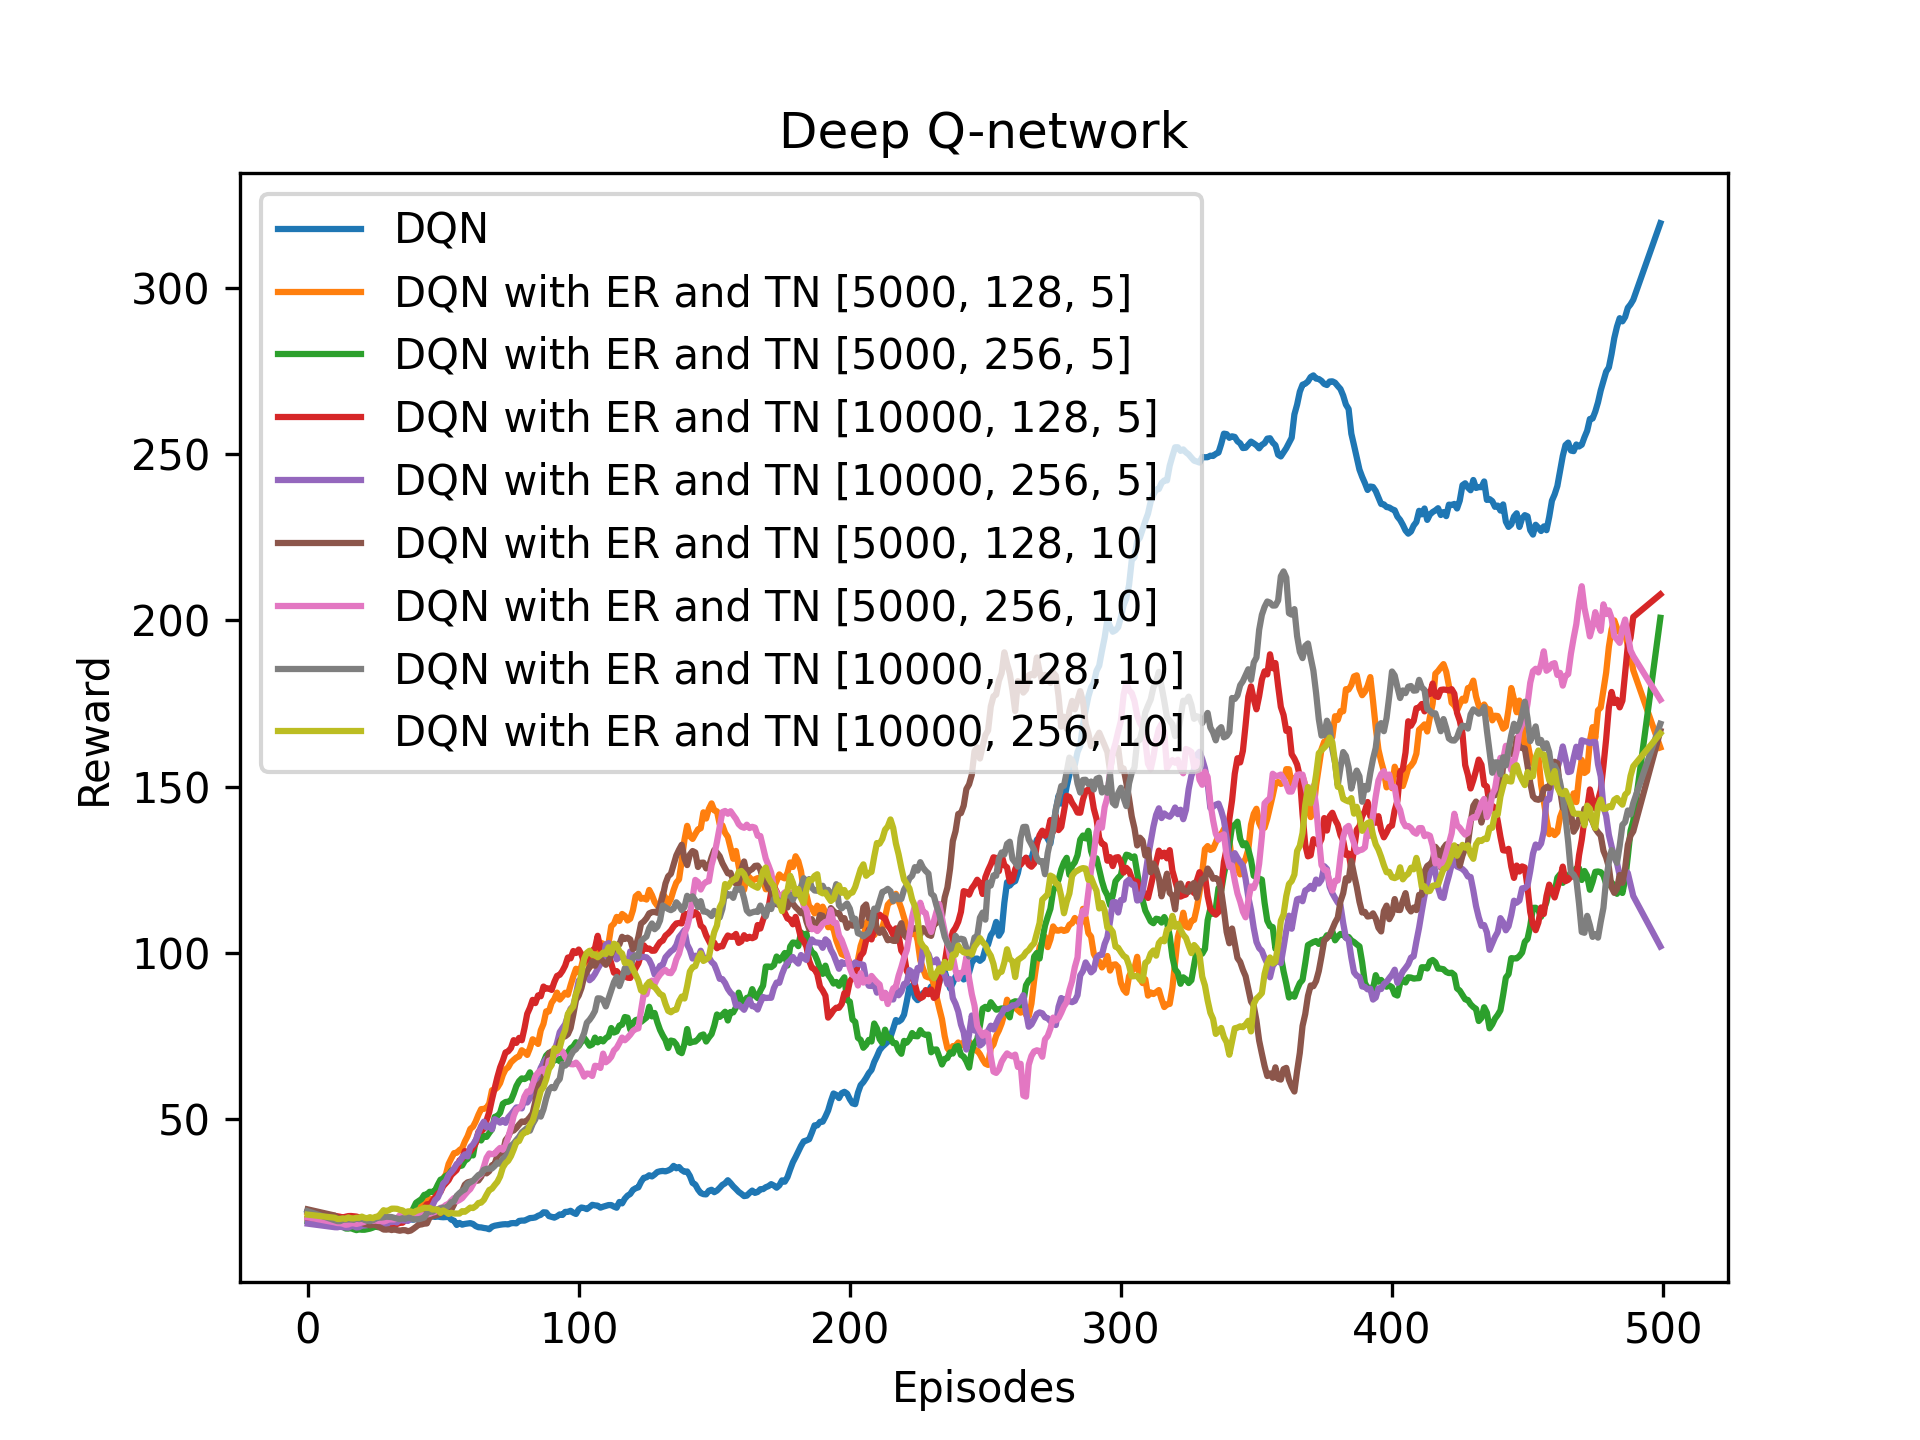 Deep Q-network
DQN
DQN with ER and TN [5000, 128, 5]
DQN with ER and TN [5000, 256, 5]
DQN with ER and TN [10000, 128, 5]
DQN with ER and TN [10000, 256, 5]
DQN with ER and TN [5000, 128, 10]
DQN with ER and TN [5000, 256, 10]
DQN with ER and TN [10000, 128, 10]
DQN with ER and TN [10000, 256, 10]
Reward
300
250
200
150
100
50
0 100 200 300 400 500
Episodes